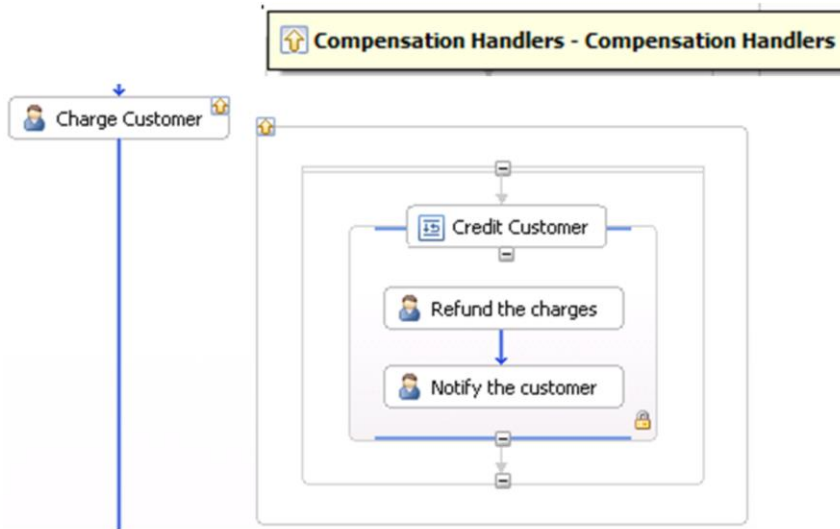 Compensation Handlers - Compensation Handlers
Charge Customer
Credit Customer
Refund the charges
Notify the customer